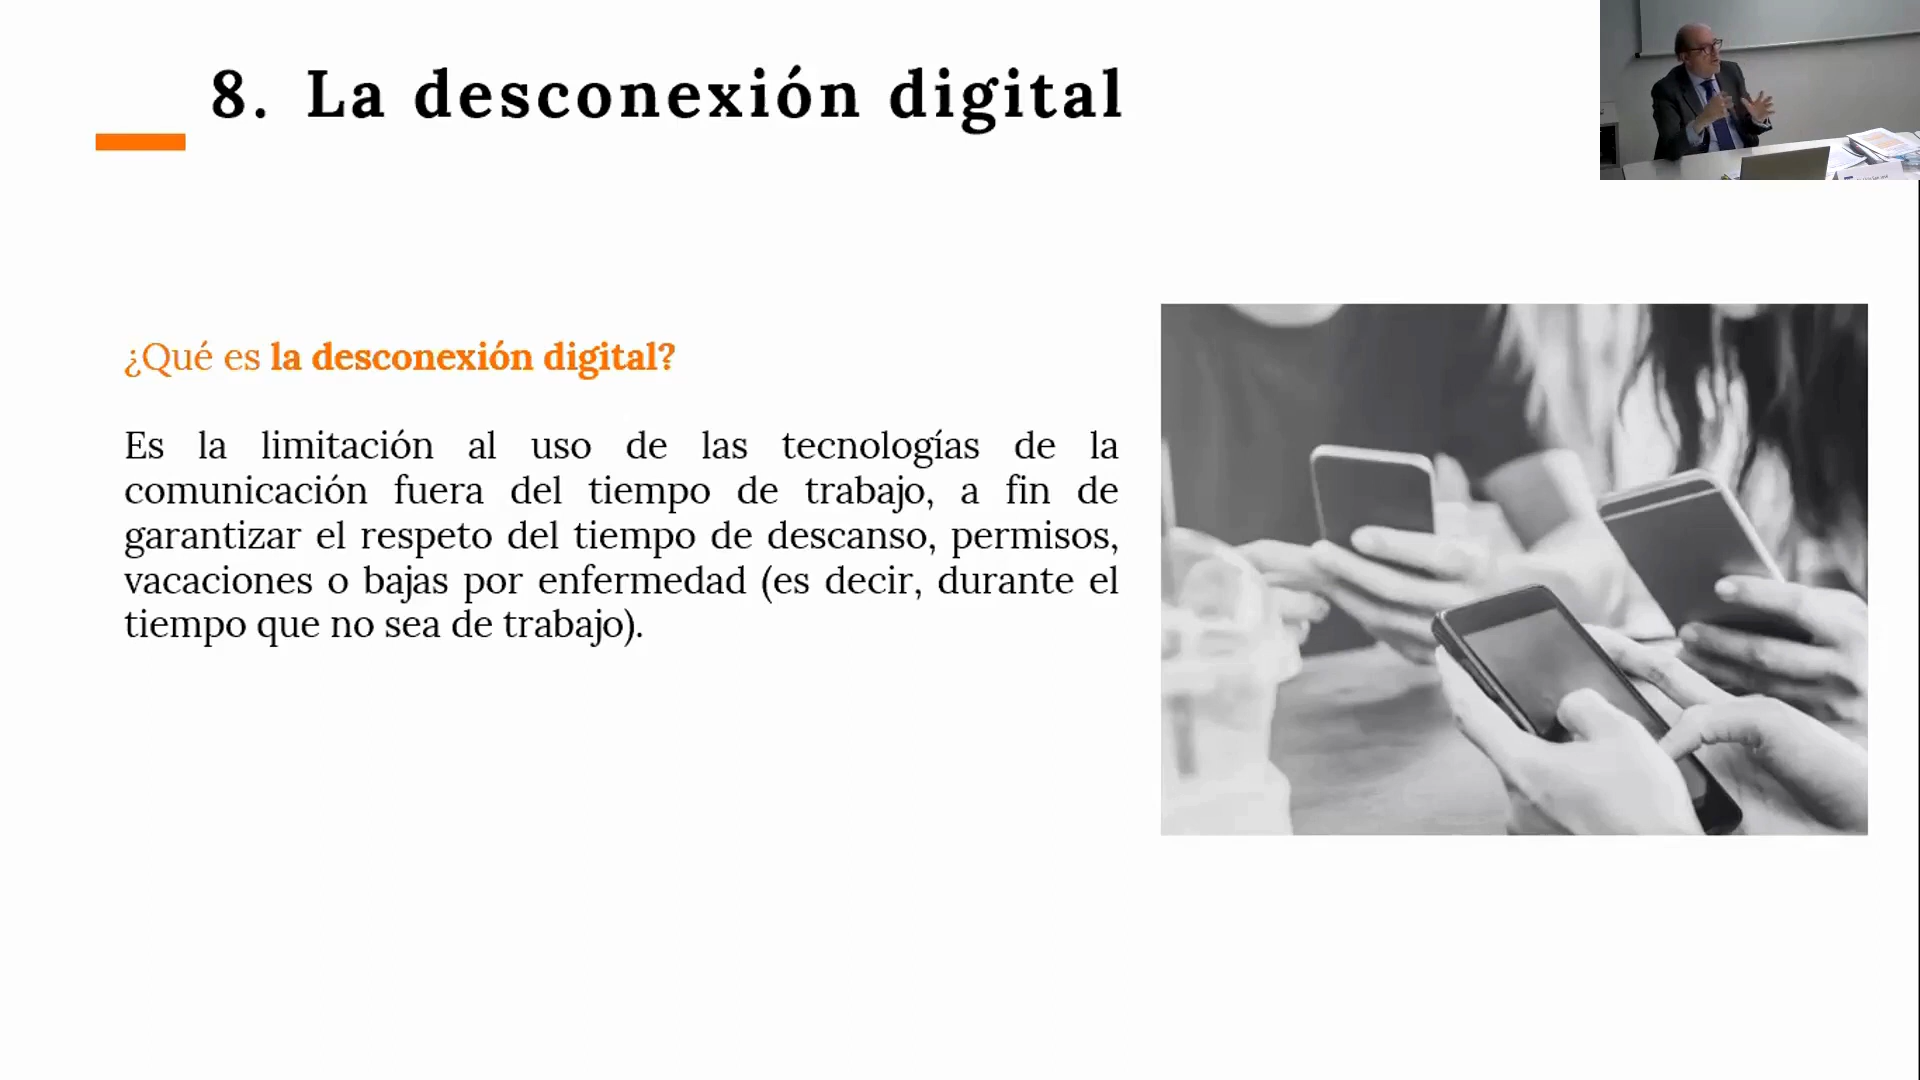 8. La desconexión digital
¿Qué es la desconexión digital?
Es la limitación al uso de las tecnologías de la
comunicación fuera del tiempo de trabajo, a fin de
garantizar el respeto del tiempo de descanso, permisos,
vacaciones o bajas por enfermedad (es decir, durante el
tiempo que no sea de trabajo).